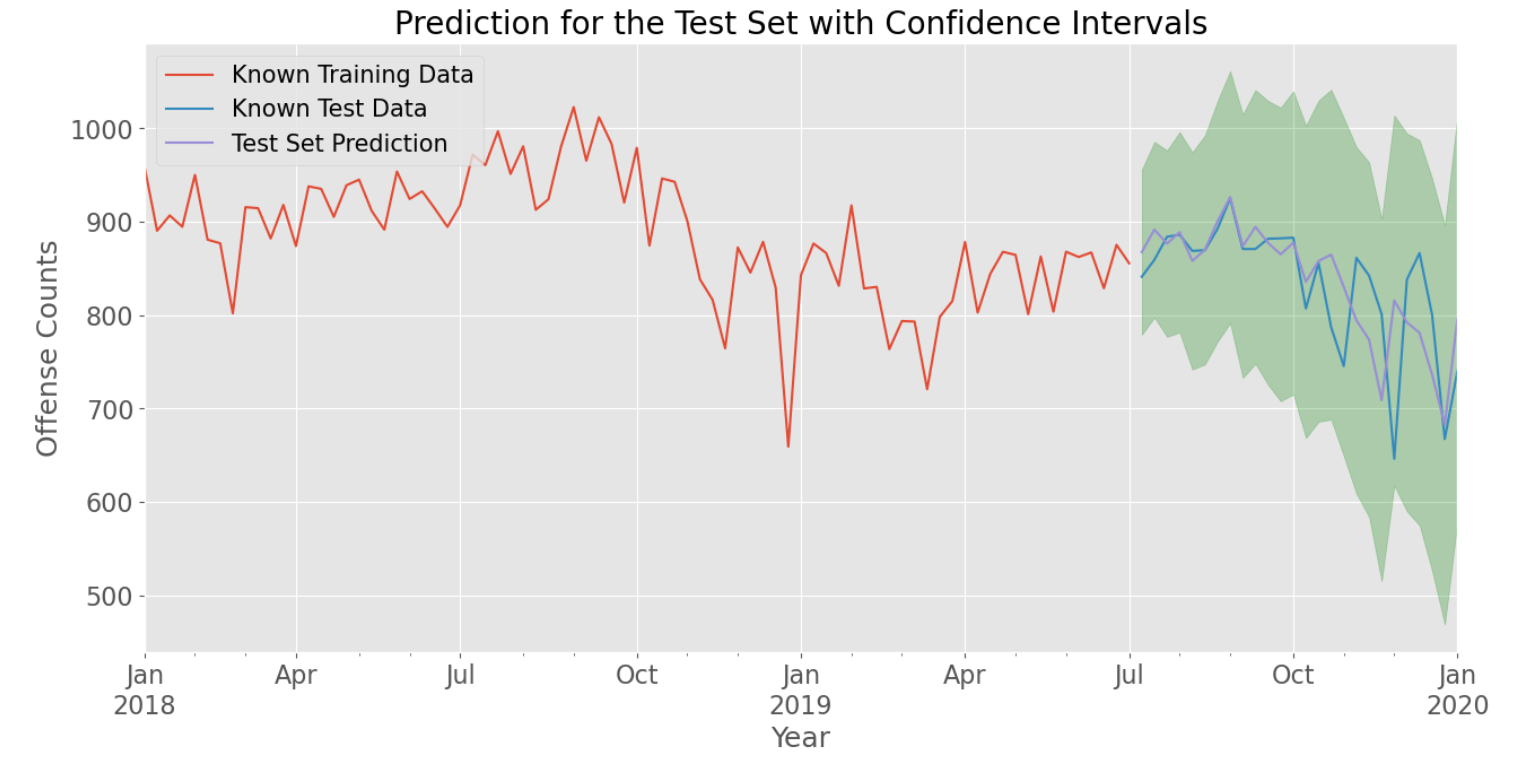 Prediction for the Test Set with Confidence Intervals
Known Training Data
Known Test Data
Test Set Prediction
1000
900
800
700
600
500
Offense Counts
Jan Apr Jul Oct Jan Apr Jul Oct Jan
2018 2019 2020
Year